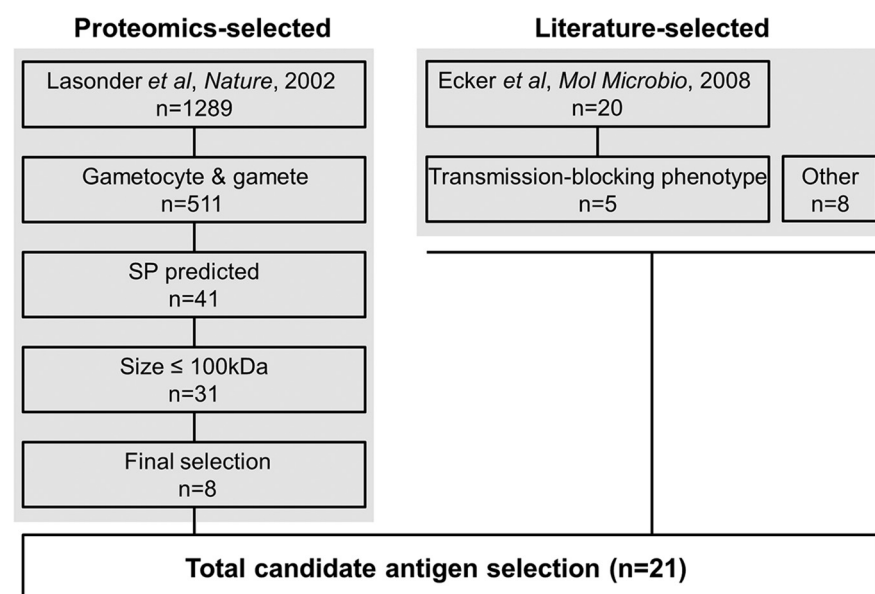 Proteomics-selected
Lasonder et al, Nature, 2002
n=1289
Gametocyte & gamete
n=511
SP predicted
n=41
Size ≤ 100kDa
n=31
Final selection
n=8
Literature-selected
Ecker et al, Mol Microbio, 2008
n=20
Transmission-blocking phenotype
n=5
Other
n=8
Total candidate antigen selection (n=21)